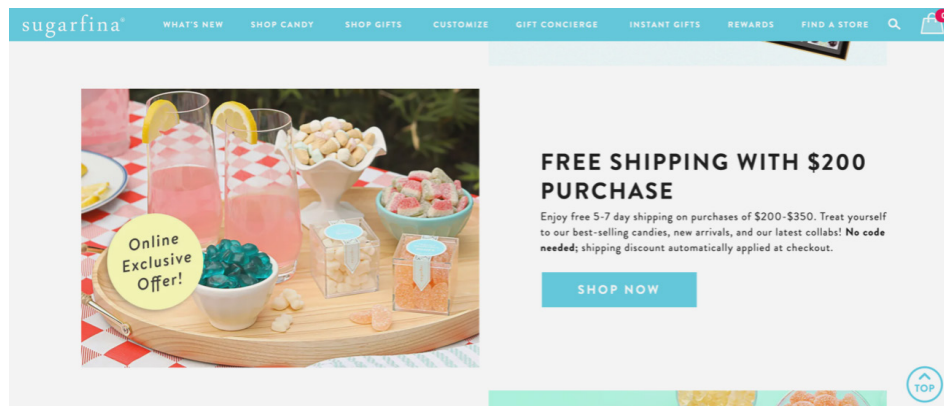 sugarfina®
WHAT'S NEW
SHOP CANDY
SHOP GIFTS
CUSTOMIZE
GIFT CONCIERGE
INSTANT GIFTS
REWARDS
FIND A STORE
Online
Exclusive
Offer!
FREE SHIPPING WITH $200
PURCHASE
Enjoy free 5-7 day shipping on purchases of $200-$350. Treat yourself
to our best-selling candies, new arrivals, and our latest collabs! No code
needed; shipping discount automatically applied at checkout.
SHOP NOW
TOP